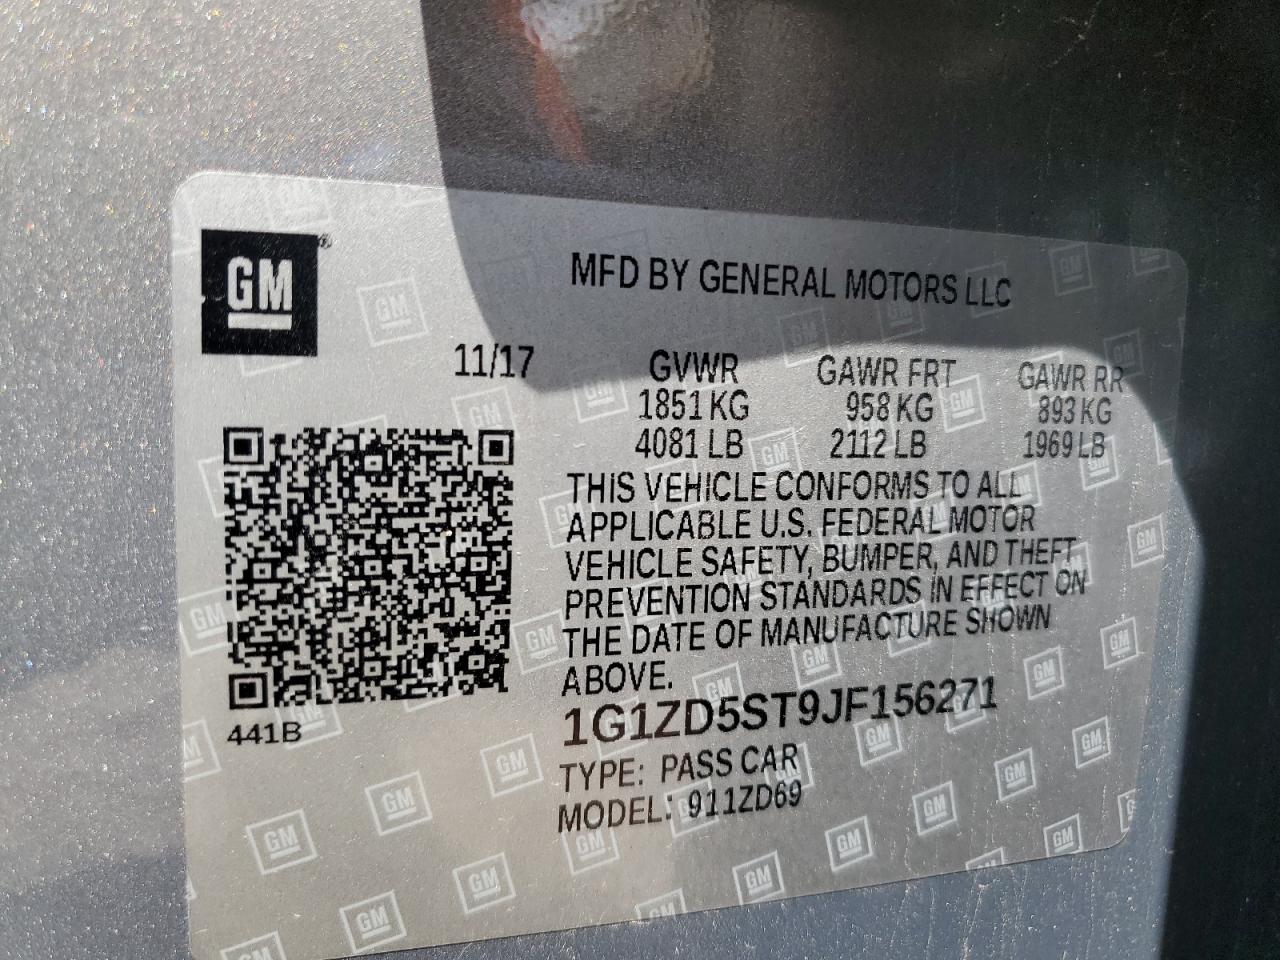 GM®
MFD BY GENERAL MOTORS LLC
11/17 GVWR GAWR FRT GAWR RR
1851 KG 958 KG 893 KG
4081 LB 2112 LB 1969 LB
THIS VEHICLE CONFORMS TO ALL
APPLICABLE U.S. FEDERAL MOTOR
VEHICLE SAFETY, BUMPER, AND THEFT
PREVENTION STANDARDS IN EFFECT ON
THE DATE OF MANUFACTURE SHOWN
ABOVE.
441B
1G1ZD5ST9JF156271
TYPE: PASS CAR
MODEL: 911ZD69